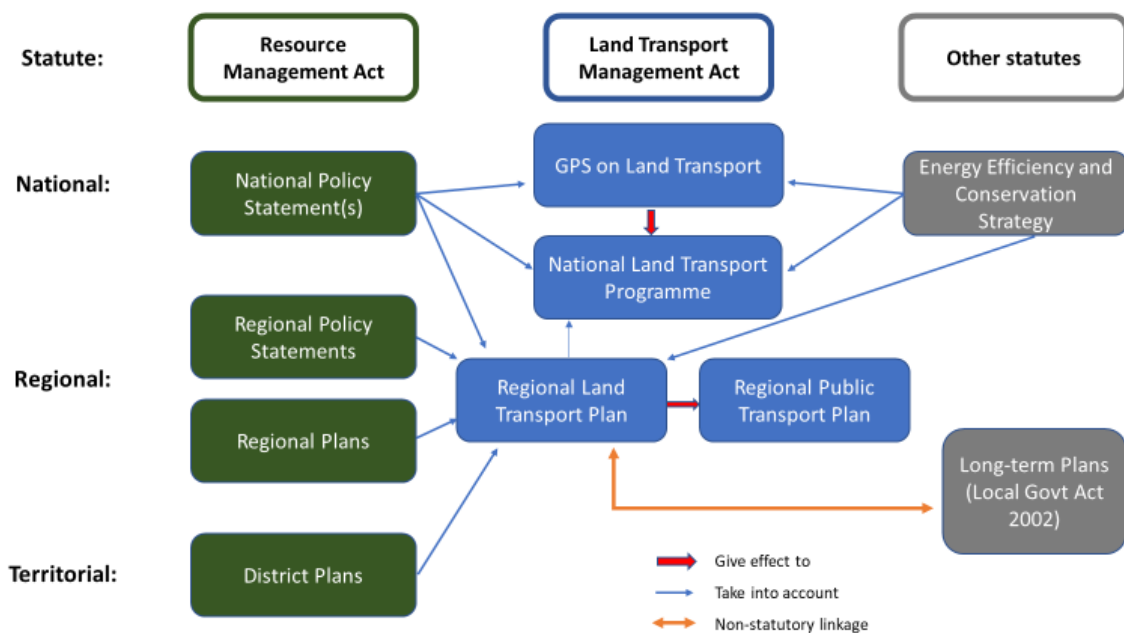 Statute:
Resource
Management Act
Land Transport
Management Act
Other statutes
National:
National Policy
Statement(s)
GPS on Land Transport
Energy Efficiency and
Conservation
Strategy
National Land Transport
Programme
Regional:
Regional Policy
Statements
Regional Land
Transport Plan
Regional Public
Transport Plan
Regional Plans
Long-term Plans
(Local Govt Act
2002)
Territorial:
District Plans
Give effect to
Take into account
Non-statutory linkage